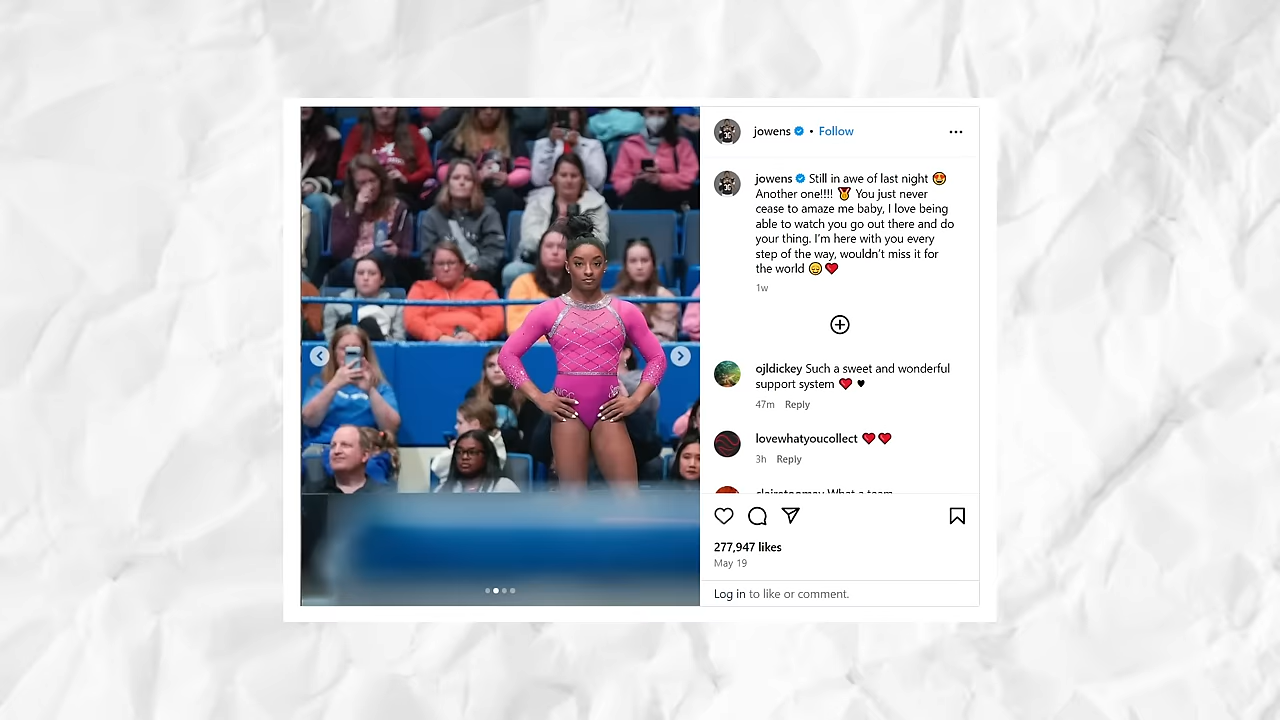 jowens • Follow
jowens Still in awe of last night 😍
Another one!!!! 🏅 You just never
cease to amaze me baby, I love being
able to watch you go out there and do
your thing. I'm here with you every
step of the way, wouldn't miss it for
the world 😌❤️
1w
ojldickey Such a sweet and wonderful
support system ❤️ 🖤
47m Reply
lovewhatyoucollect ❤️❤️
3h Reply
277,947 likes
May 19
Log in to like or comment.